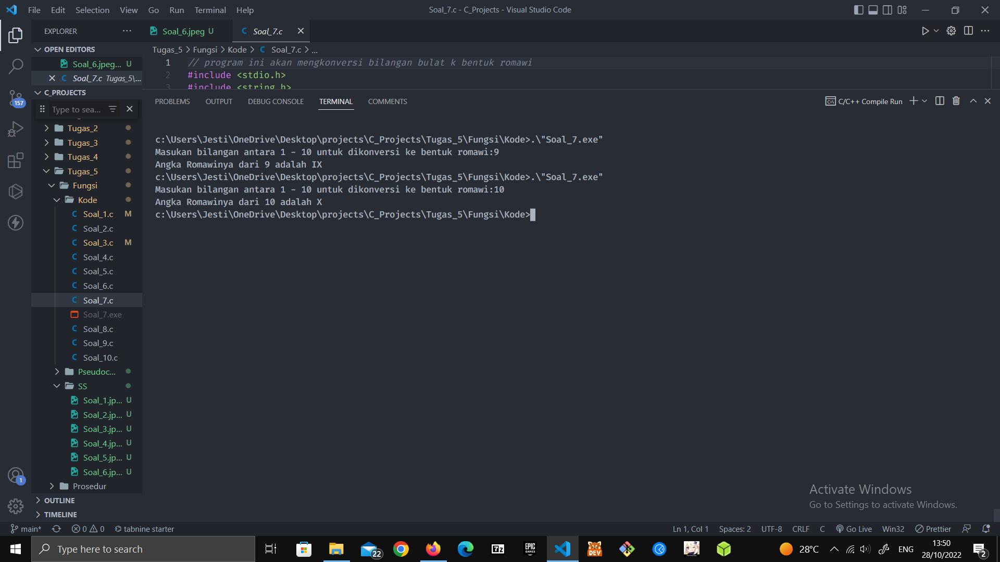 File Edit Selection View Go Run Terminal Help
Soal_7.c - C_Projects - Visual Studio Code
EXPLORER
Soal_6.jpeg U
C Soal_7.c
OPEN EDITORS
Soal_6.jpeg... U
C Soal_7.c Tugas_5\...
C_PROJECTS
157
Type to sea...
Tugas_2
Tugas_3
Tugas_4
Tugas_5
Fungsi
Kode
C Soal_1.c M
C Soal_2.c
C Soal_3.c M
C Soal_4.c
C Soal_5.c
C Soal_6.c
C Soal_7.c
Soal_7.exe
C Soal_8.c
C Soal_9.c
C Soal_10.c
Pseudoc...
SS
Soal_1.jp... U
Soal_2.jp... U
Soal_3.jp... U
Soal_4.jp... U
Soal_5.jp... U
Soal_6.jp... U
Prosedur
1
OUTLINE
TIMELINE
Tugas_5 > Fungsi > Kode > C Soal_7.c > ...
1 // program ini akan mengkonversi bilangan bulat k bentuk romawi
2 #include <stdio.h>
3 #include <string.h>
PROBLEMS OUTPUT DEBUG CONSOLE TERMINAL COMMENTS
C/C++ Compile Run
c:\Users\Jesti\OneDrive\Desktop\projects\C_Projects\Tugas_5\Fungsi\Kode>.\"Soal_7.exe"
Masukan bilangan antara 1 - 10 untuk dikonversi ke bentuk romawi:9
Angka Romawinya dari 9 adalah IX
c:\Users\Jesti\OneDrive\Desktop\projects\C_Projects\Tugas_5\Fungsi\Kode>.\"Soal_7.exe"
Masukan bilangan antara 1 - 10 untuk dikonversi ke bentuk romawi:10
Angka Romawinya dari 10 adalah X
c:\Users\Jesti\OneDrive\Desktop\projects\C_Projects\Tugas_5\Fungsi\Kode>
Activate Windows
Go to Settings to activate Windows.
main* 0 0 tabnine starter
Ln 1, Col 1 Spaces: 2 UTF-8 CRLF C Go Live Win32 Prettier
Type here to search
22
7z
EPIC GAMES
DEV
28°C
ENG
13:50
28/10/2022
2